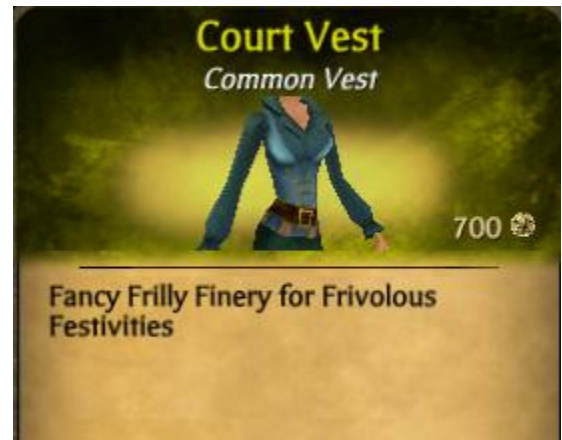 Court Vest
Common Vest
700
Fancy Frilly Finery for Frivolous
Festivities